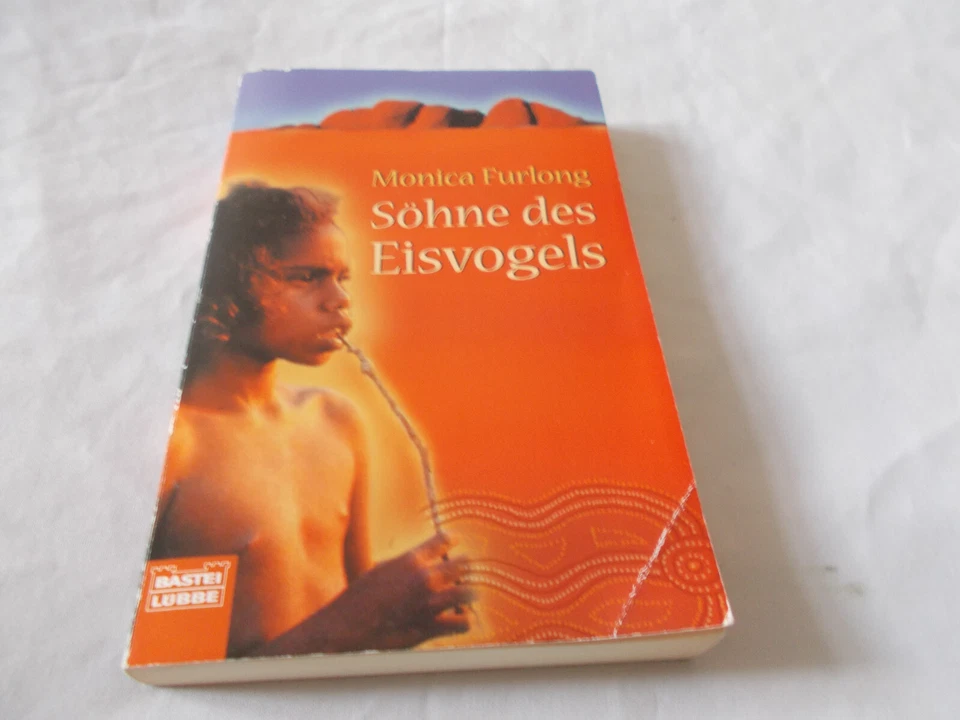 Monica Furlong
Söhne des
Eisvogels
BASTEI
LÜBBE